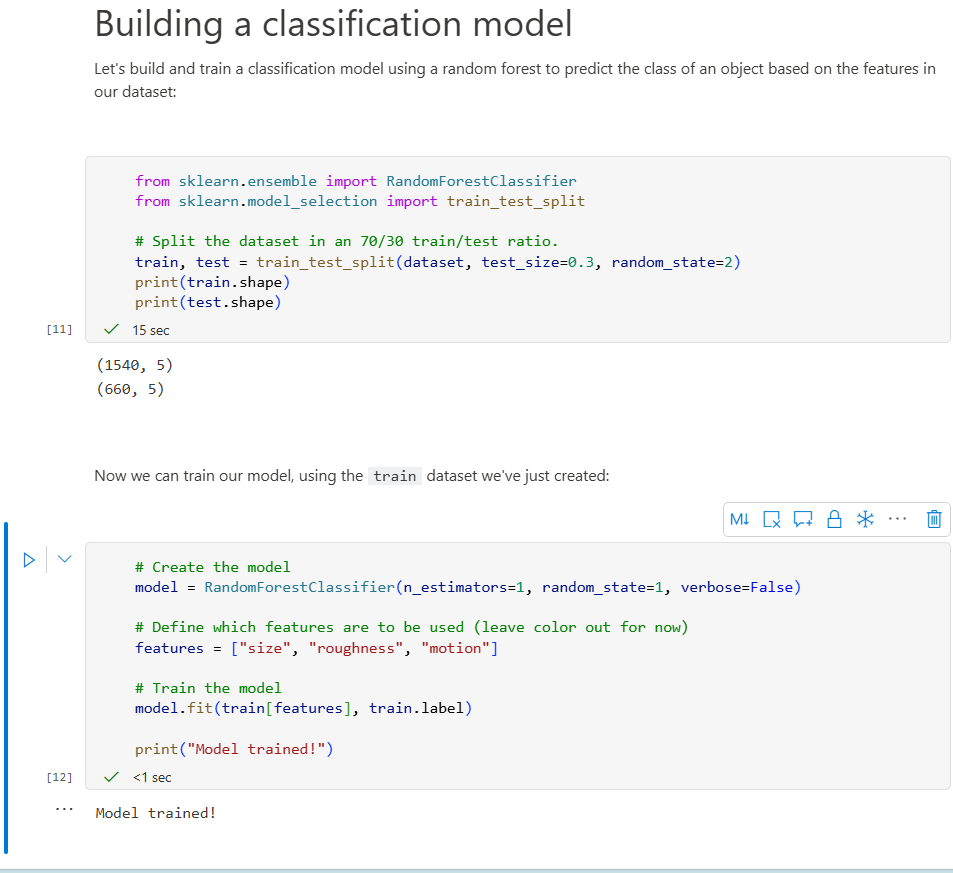 Building a classification model
Let's build and train a classification model using a random forest to predict the class of an object based on the features in
our dataset:
from sklearn.ensemble import RandomForestClassifier
from sklearn.model_selection import train_test_split
# Split the dataset in an 70/30 train/test ratio.
train, test = train_test_split(dataset, test_size=0.3, random_state=2)
print(train.shape)
print(test.shape)
[11] 15 sec
(1540, 5)
(660, 5)
Now we can train our model, using the train dataset we've just created:
M↓ ···
# Create the model
model = RandomForestClassifier(n_estimators=1, random_state=1, verbose=False)
# Define which features are to be used (leave color out for now)
features = ["size", "roughness", "motion"]
# Train the model
model.fit(train[features], train.label)
print("Model trained!")
[12] <1 sec
··· Model trained!